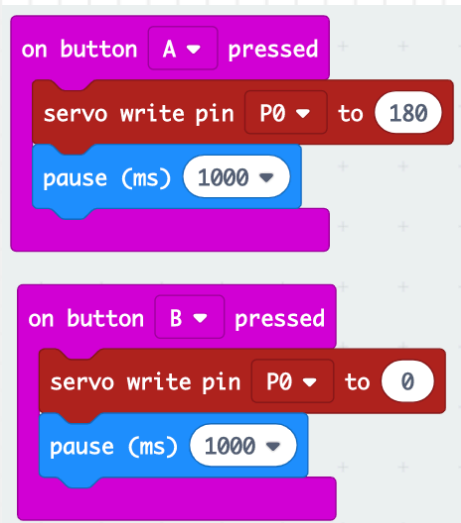 on button A pressed
servo write pin P0 to 180
pause (ms) 1000
on button B pressed
servo write pin P0 to 0
pause (ms) 1000